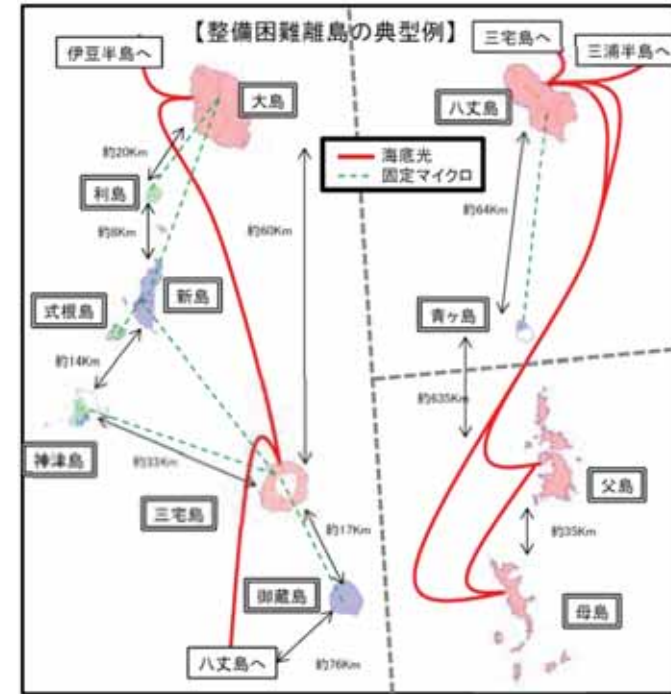 【整備困難離島の典型例】
伊豆半島へ
大島
約20Km
利島
約8Km
約60Km
新島
式根島
約14Km
神津島
約33Km
三宅島
約17Km
御蔵島
八丈島へ
約76Km
海底光
固定マイクロ
三宅島へ
三浦半島へ
八丈島
約64Km
青ヶ島
約635Km
父島
約35Km
母島